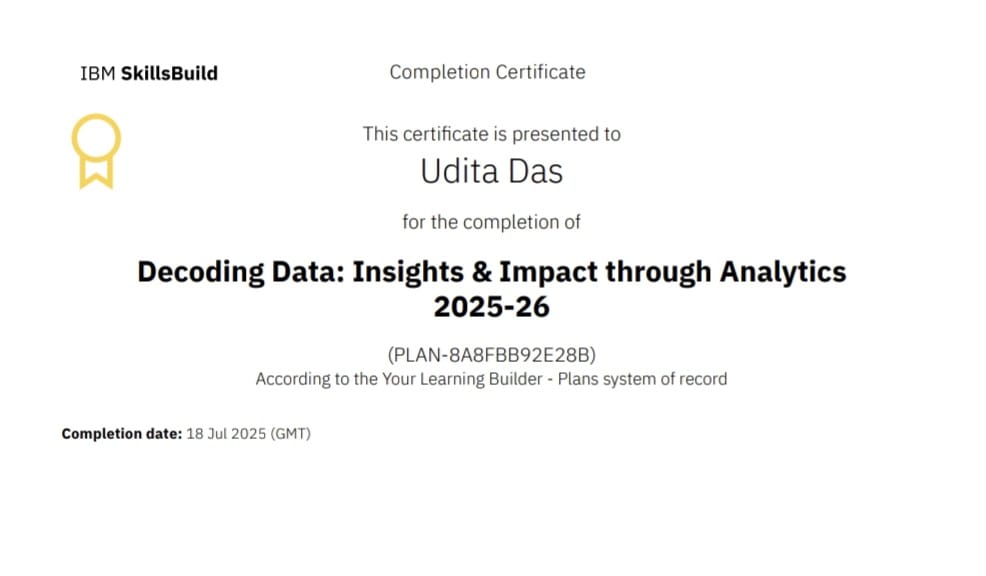 IBM SkillsBuild
Completion Certificate
This certificate is presented to
Udita Das
for the completion of
Decoding Data: Insights & Impact through Analytics
2025-26
(PLAN-8A8FBB92E28B)
According to the Your Learning Builder - Plans system of record
Completion date: 18 Jul 2025 (GMT)